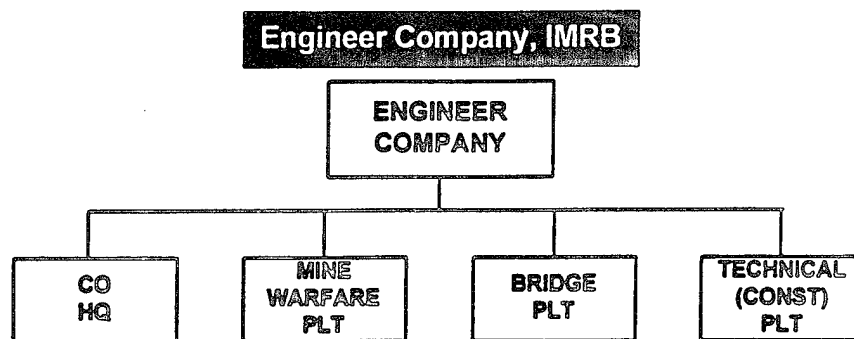 Engineer Company, IMRB
ENGINEER
COMPANY
CO
HQ
MINE
WARFARE
PLT
BRIDGE
PLT
TECHNICAL
(CONST)
PLT